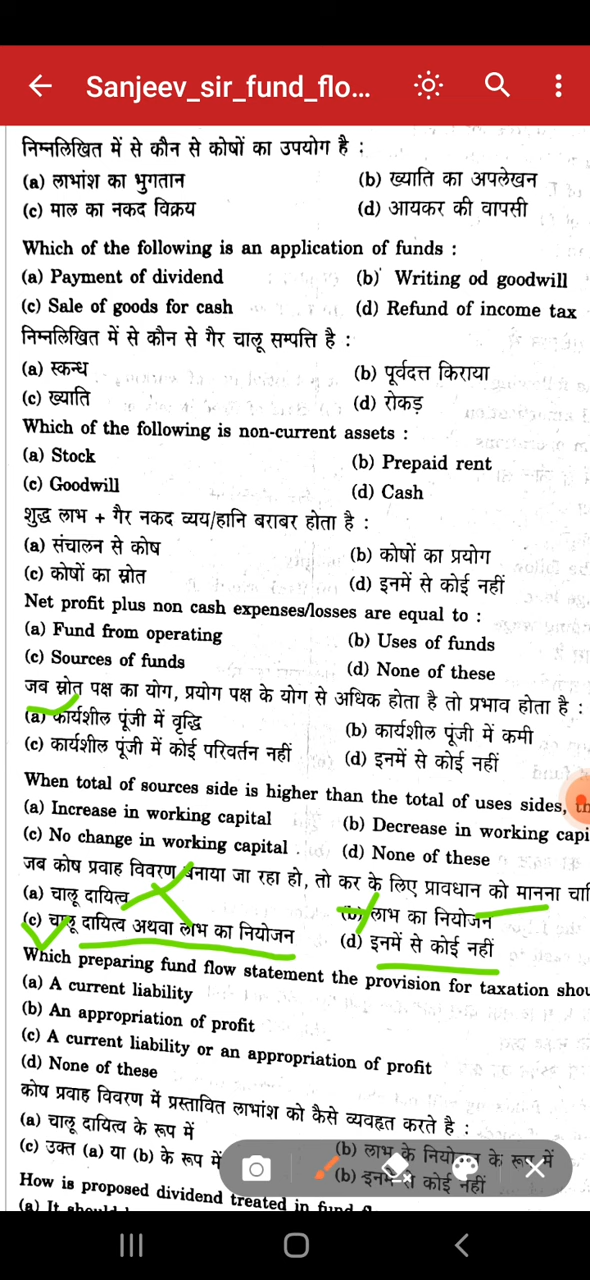 Sanjeev_sir_fund_flo...
निम्नलिखित में से कौन से कोषों का उपयोग है :
(a) लाभांश का भुगतान (b) ख्याति का अपलेखन
(c) माल का नकद विक्रय (d) आयकर की वापसी
Which of the following is an application of funds :
(a) Payment of dividend (b) Writing od goodwill
(c) Sale of goods for cash (d) Refund of income tax
निम्नलिखित में से कौन से गैर चालू सम्पत्ति है :
(a) स्कन्ध (b) पूर्वदत्त किराया
(c) ख्याति (d) रोकड़
Which of the following is non-current assets :
(a) Stock (b) Prepaid rent
(c) Goodwill (d) Cash
शुद्ध लाभ + गैर नकद व्यय/हानि बराबर होता है :
(a) संचालन से कोष (b) कोषों का प्रयोग
(c) कोषों का स्रोत (d) इनमें से कोई नहीं
Net profit plus non cash expenses/losses are equal to :
(a) Fund from operating (b) Uses of funds
(c) Sources of funds (d) None of these
जब स्रोत पक्ष का योग, प्रयोग पक्ष के योग से अधिक होता है तो प्रभाव होता है :
(a) कार्यशील पूंजी में वृद्धि (b) कार्यशील पूंजी में कमी
(c) कार्यशील पूंजी में कोई परिवर्तन नहीं (d) इनमें से कोई नहीं
When total of sources side is higher than the total of uses sides,
(a) Increase in working capital (b) Decrease in working capi
(c) No change in working capital (d) None of these
जब कोष प्रवाह विवरण बनाया जा रहा हो, तो कर के लिए प्रावधान को मानना चा
(a) चालू दायित्व (b) लाभ का नियोजन
(c) चालू दायित्व अथवा लाभ का नियोजन (d) इनमें से कोई नहीं
Which preparing fund flow statement the provision for taxation shou
(a) A current liability
(b) An appropriation of profit
(c) A current liability or an appropriation of profit
(d) None of these
कोष प्रवाह विवरण में प्रस्तावित लाभांश को कैसे व्यवहृत करते है :
(a) चालू दायित्व के रूप में (b) लाभ के नियोजन के रूप में
(c) उक्त (a) या (b) के रूप में (b) इनमें से कोई नहीं
How is proposed dividend treated in fund
(a) It